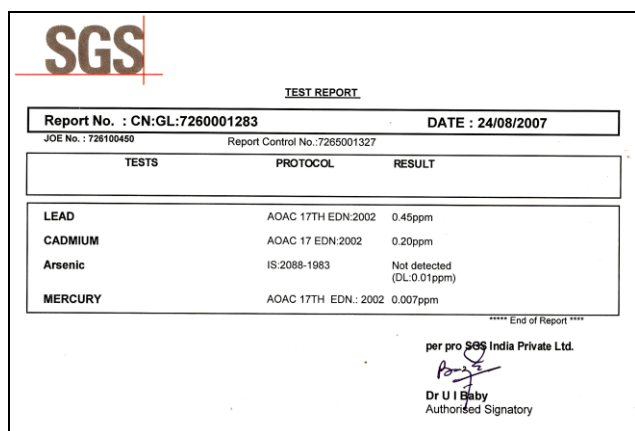 SGS
TEST REPORT
Report No. : CN:GL:7260001283 DATE : 24/08/2007
JOE No. : 726100450 Report Control No.:7265001327
TESTS PROTOCOL RESULT
LEAD AOAC 17TH EDN:2002 0.45ppm
CADMIUM AOAC 17 EDN:2002 0.20ppm
Arsenic IS:2088-1983 Not detected
(DL:0.01ppm)
MERCURY AOAC 17TH EDN.: 2002 0.007ppm
***** End of Report ****
per pro SGS India Private Ltd.
Dr U I Baby
Authorised Signatory